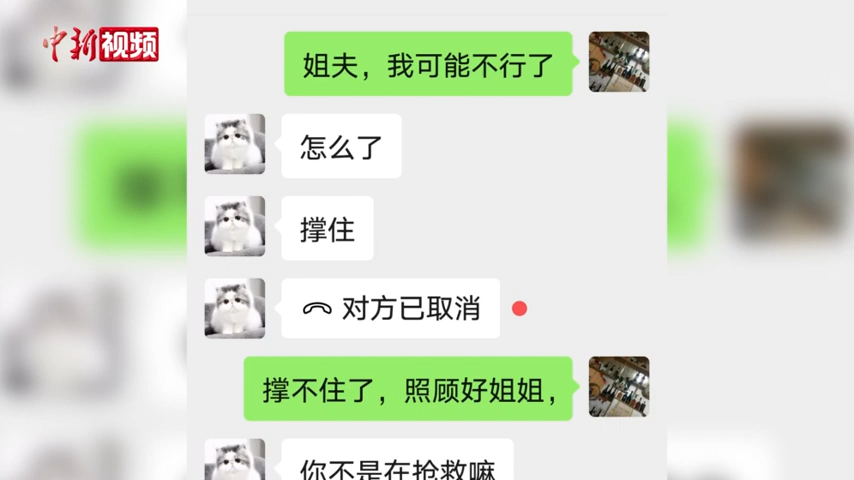 中新视频
姐夫，我可能不行了
怎么了
撑住
对方已取消
撑不住了，照顾好姐姐，
你不是在抢救嘛